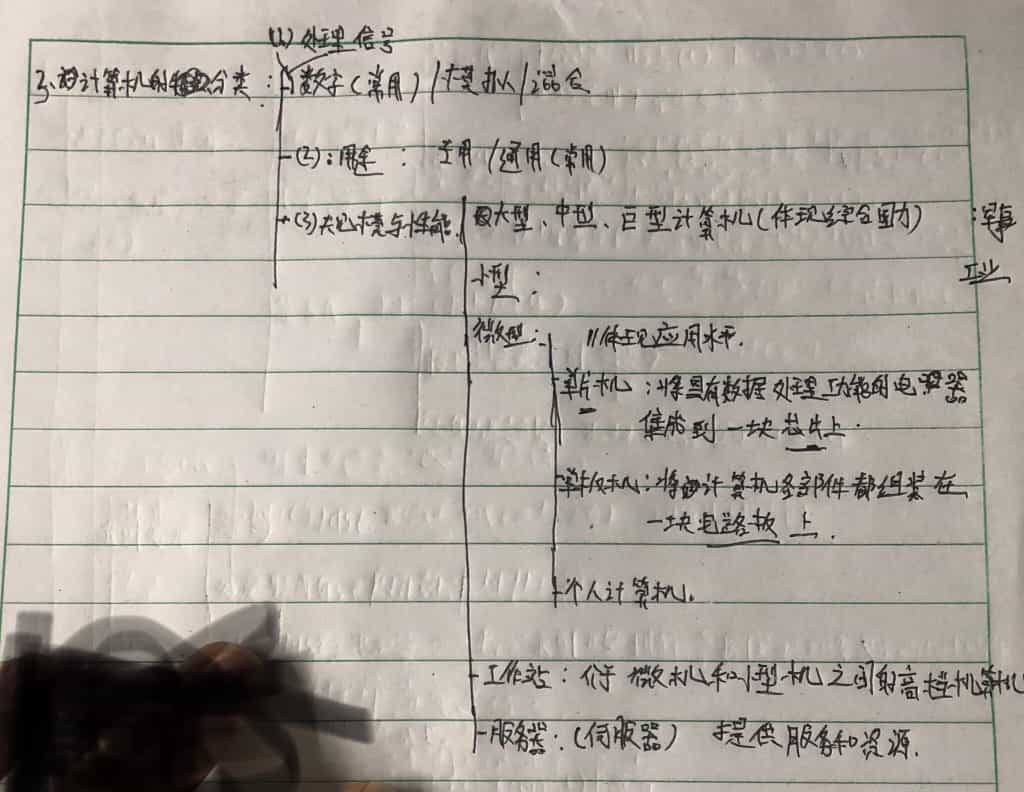 (1) 处理信号
3. 计算机的分类：数字(常用)/模拟/混合
(2)：用途：专用/通用(常用)
(3) 规模与性能
大型、中型、巨型计算机(体现综合国力)：军事
工业
小型：
微型：体现应用水平.
单片机：将具有数据处理功能的电器
集成到一块芯片上.
单板机：将计算机各部件都组装在
一块电路板上.
个人计算机.
工作站：介于微机和小型机之间的高档机
服务器：(伺服器) 提供服务和资源.